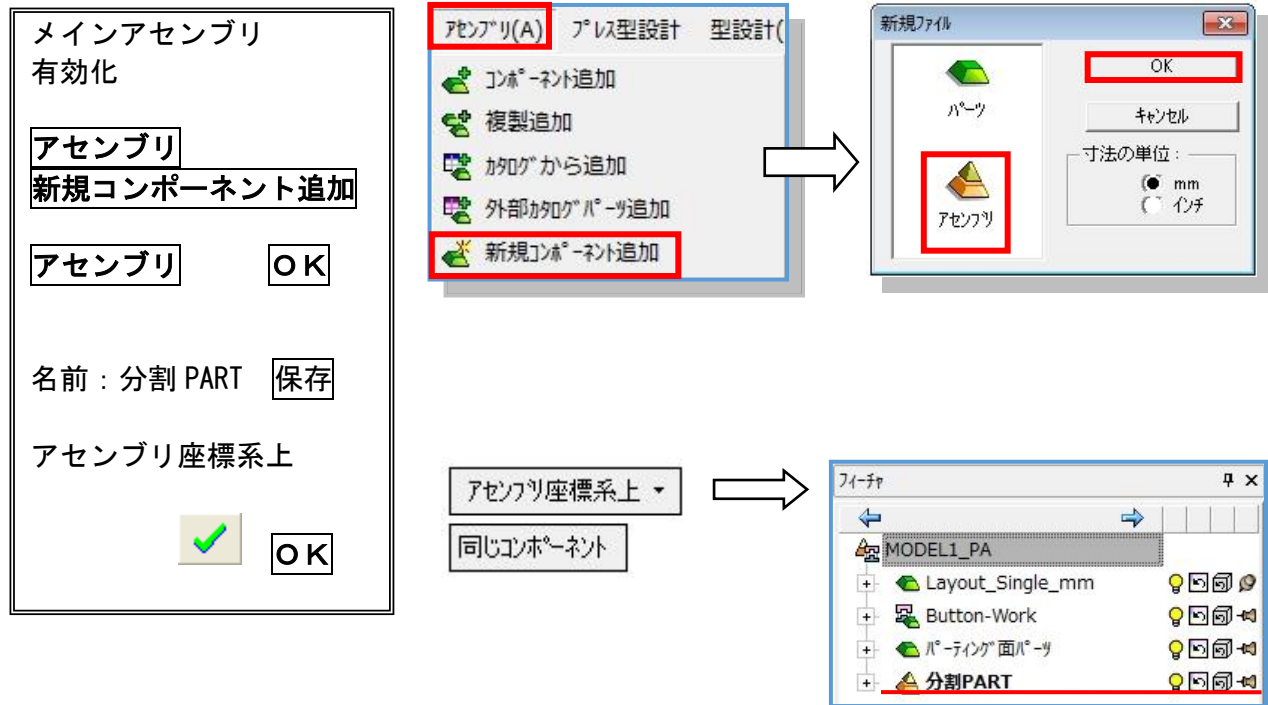 メインアセンブリ
有効化
アセンブリ
新規コンポーネント追加
アセンブリ OK
名前：分割 PART 保存
アセンブリ座標系上
OK
ｱｾﾝﾌﾞﾘ(A) ﾌﾟﾚｽ型設計 型設計(
ｺﾝﾎﾟｰﾈﾝﾄ追加
複製追加
ｶﾀﾛｸﾞから追加
外部ｶﾀﾛｸﾞﾊﾟｰﾂ追加
新規ｺﾝﾎﾟｰﾈﾝﾄ追加
新規ﾌｧｲﾙ
OK
ﾊﾟｰﾂ
ｷｬﾝｾﾙ
寸法の単位：
mm
ｲﾝﾁ
ｱｾﾝﾌﾞﾘ
ｱｾﾝﾌﾞﾘ座標系上
同じｺﾝﾎﾟｰﾈﾝﾄ
ﾌｨｰﾁｬ
MODEL1_PA
Layout_Single_mm
Button-Work
ﾊﾟｰﾃｨﾝｸﾞ面ﾊﾟｰﾂ
分割PART